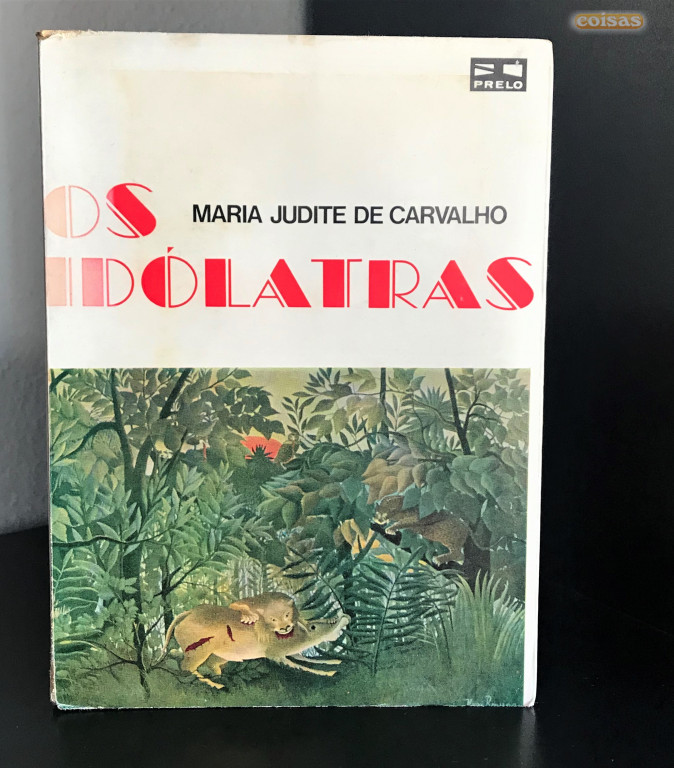 coisas
PRELO
OS
MARIA JUDITE DE CARVALHO
IDÓLATRAS